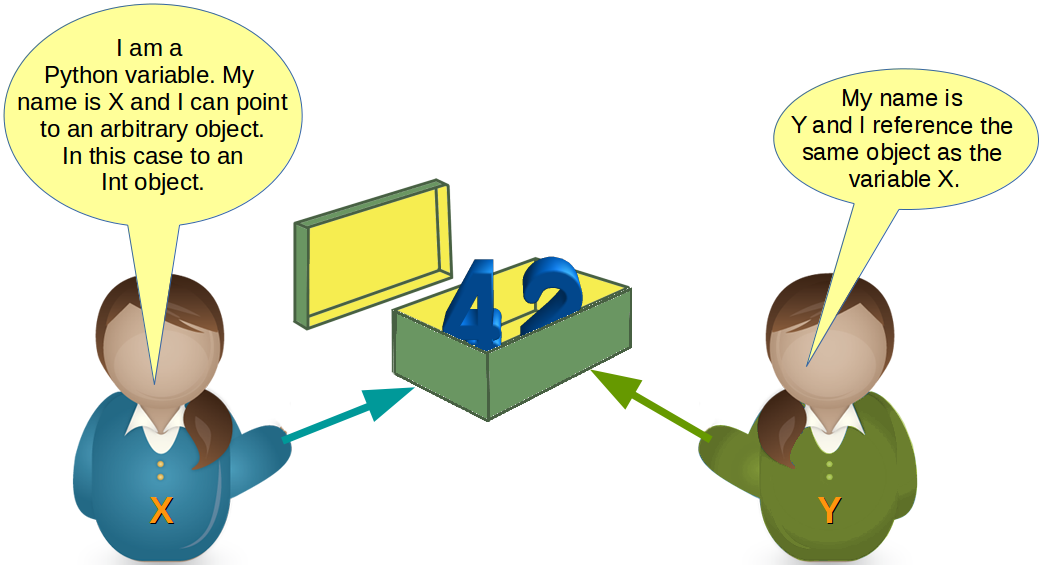 I am a
Python variable. My
name is X and I can point
to an arbitrary object.
In this case to an
Int object.
My name is
Y and I reference the
same object as the
variable X.
42
X
Y